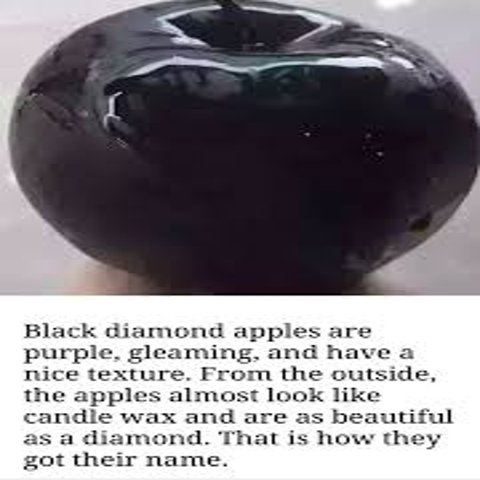 Black diamond apples are
purple, gleaming, and have a
nice texture. From the outside,
the apples almost look like
candle wax and are as beautiful
as a diamond. That is how they
got their name.